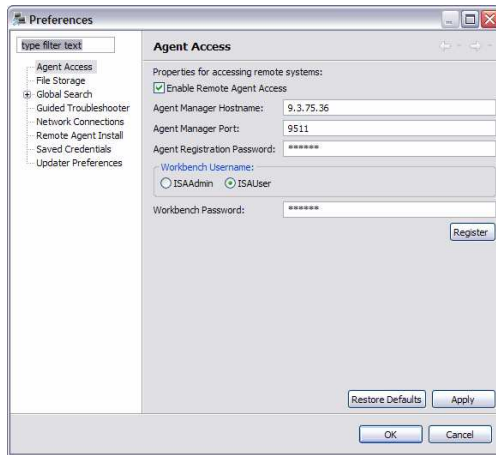 Preferences
type filter text
Agent Access
File Storage
Global Search
Guided Troubleshooter
Network Connections
Remote Agent Install
Saved Credentials
Updater Preferences
Agent Access
Properties for accessing remote systems:
Enable Remote Agent Access
Agent Manager Hostname: 9.3.75.36
Agent Manager Port: 9511
Agent Registration Password: ******
Workbench Username:
ISAAdmin ISAUser
Workbench Password: ******
Register
Restore Defaults Apply
OK Cancel